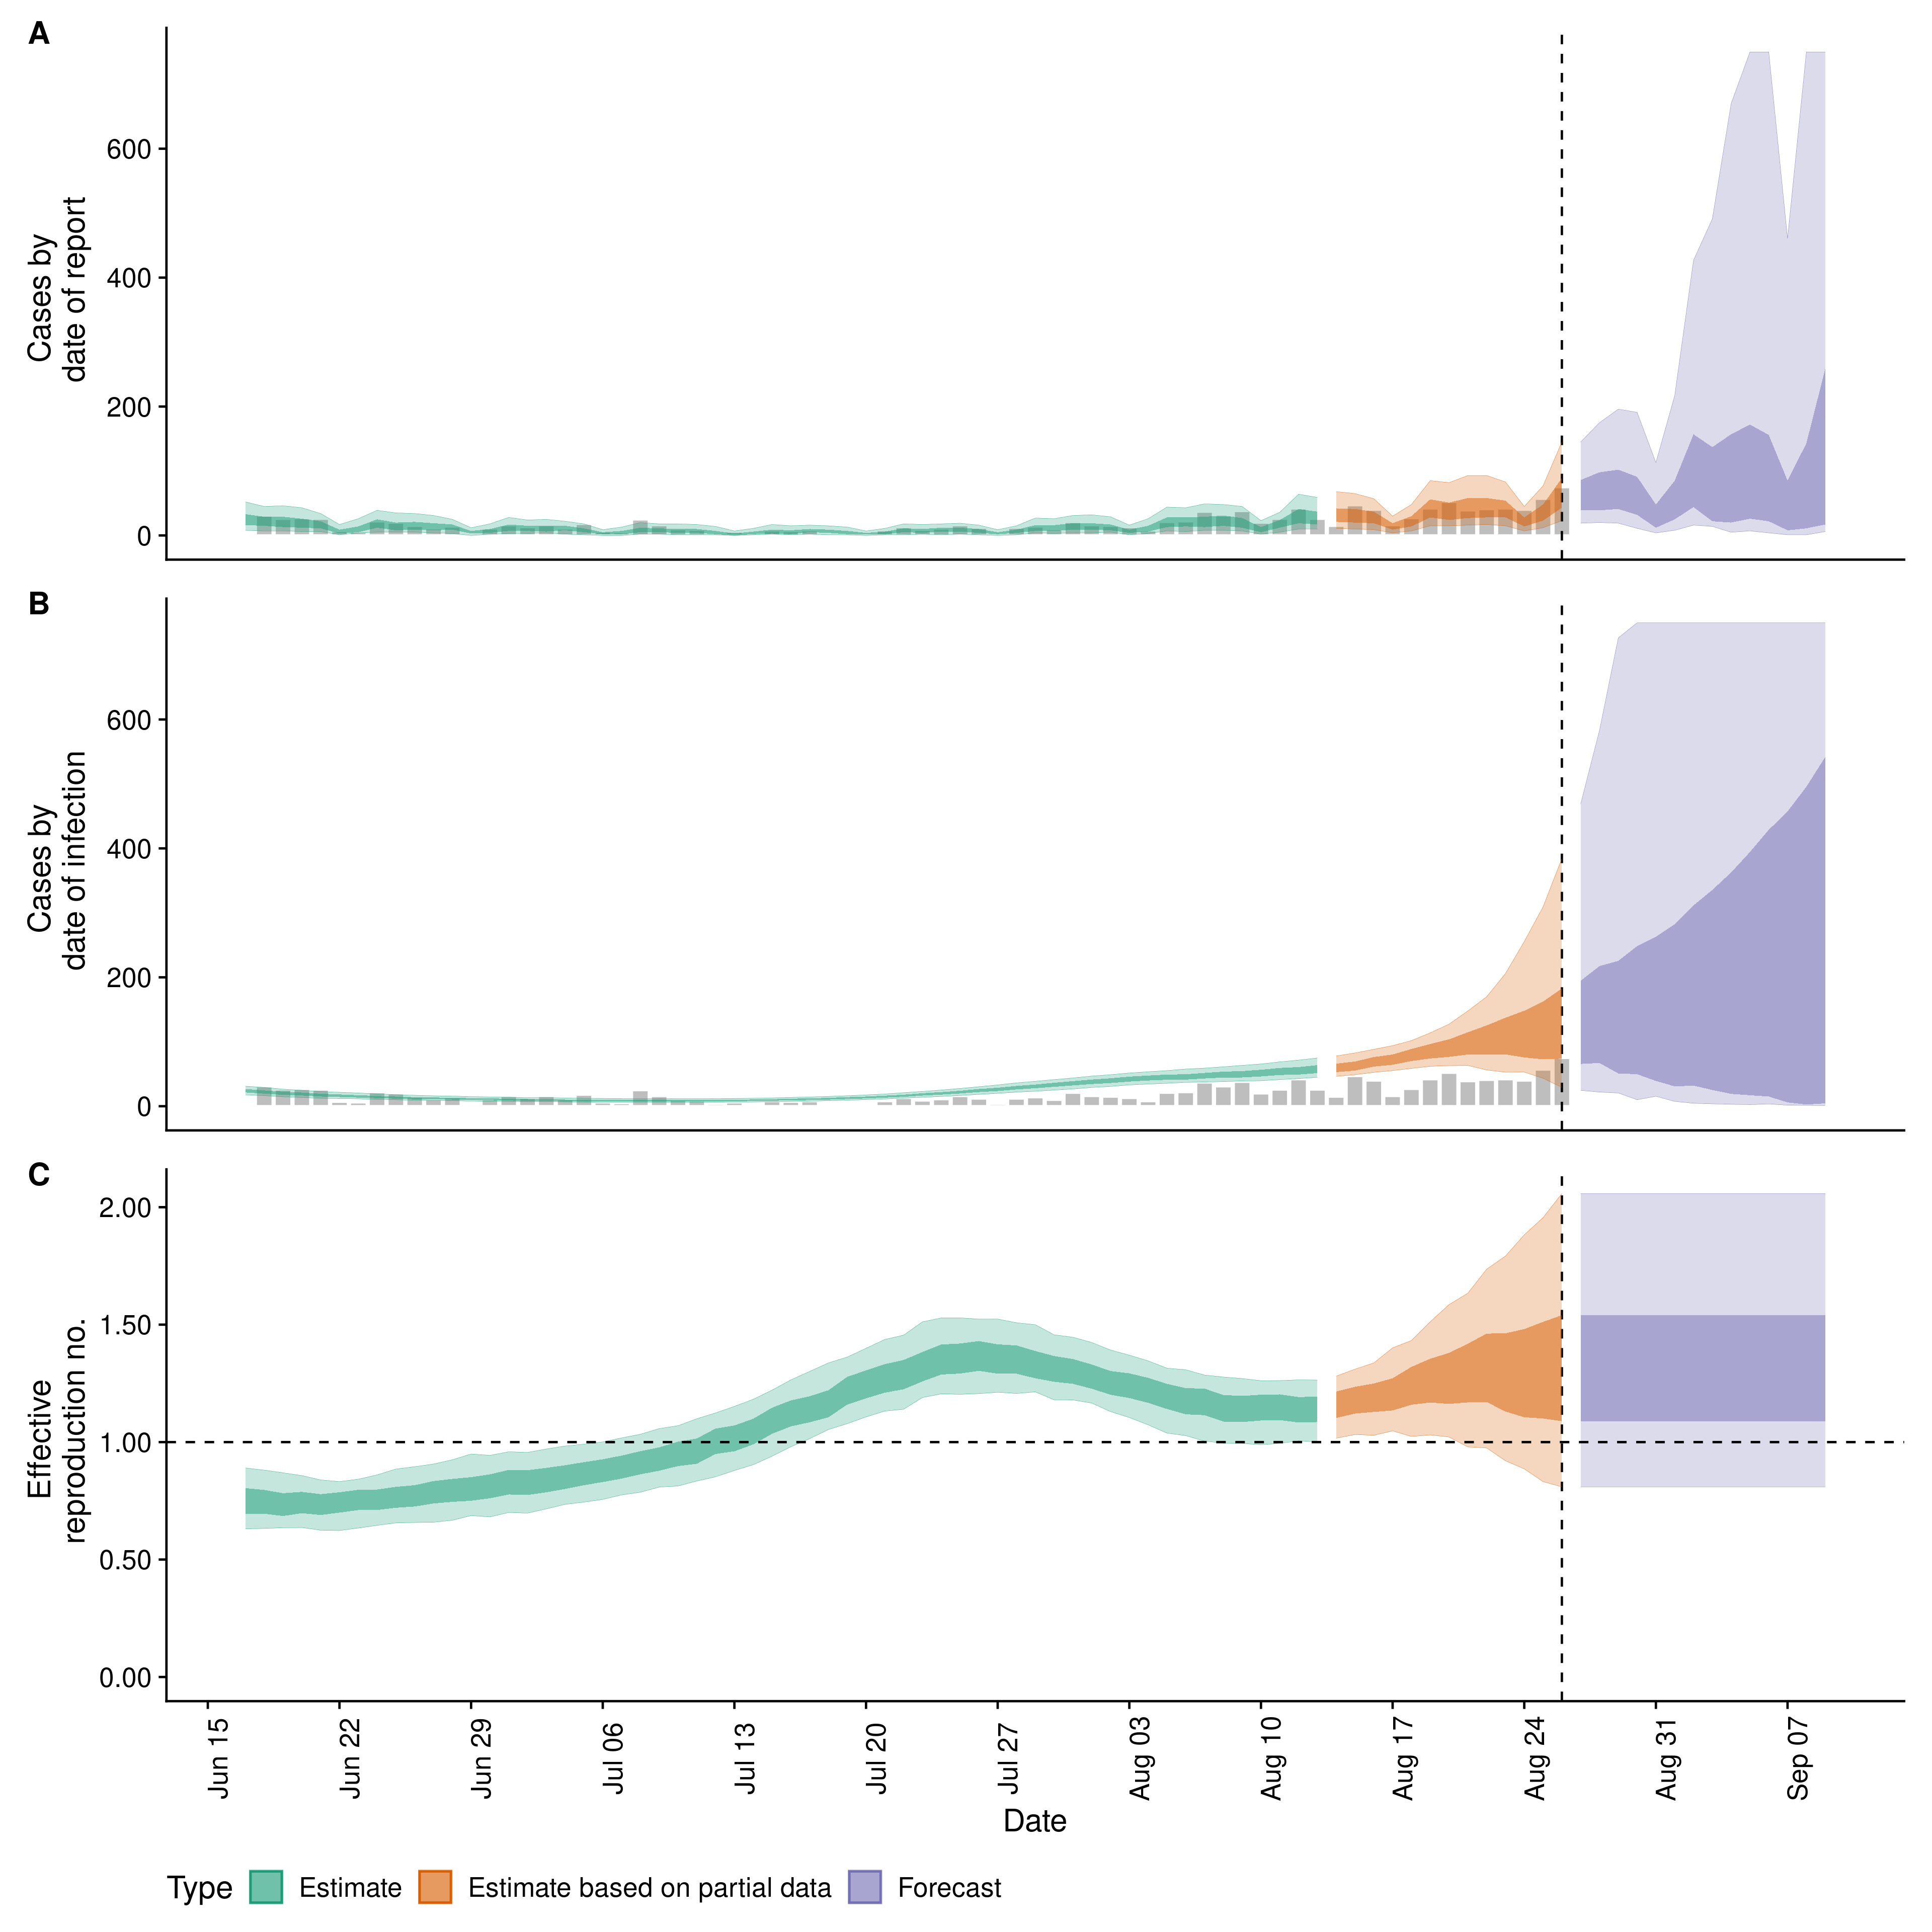 A
Cases by
date of report
600
400
200
0
B
Cases by
date of infection
600
400
200
0
C
Effective
reproduction no.
2.00
1.50
1.00
0.50
0.00
Jun 15
Jun 22
Jun 29
Jul 06
Jul 13
Jul 20
Jul 27
Aug 03
Aug 10
Aug 17
Aug 24
Aug 31
Sep 07
Date
Type Estimate Estimate based on partial data Forecast